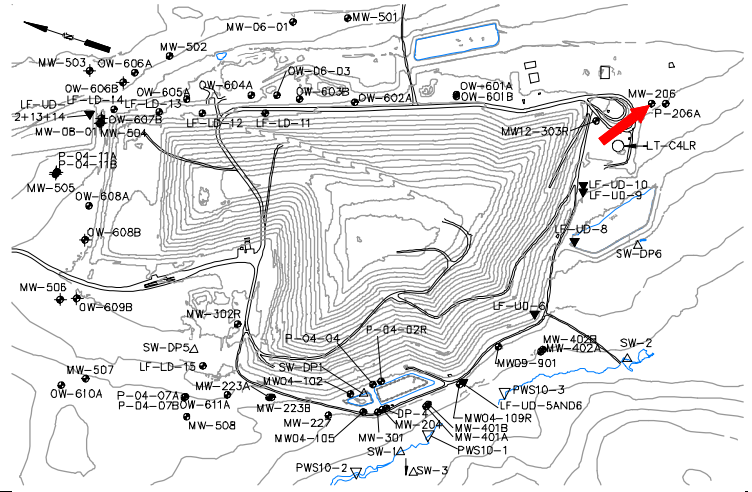 MW-06-01
MW-501
MW-502
MW-503
OW-606A
OW-06-03
OW-604A
OW-601A
OW-601B
MW-206
OW-606B
LF-LD-14
OW-605A
OW-603B
OW-602A
P-206A
LF-UD-
2+13+14
LF-LD-13
OW-607B
LF-LD-12
LF-LD-11
MW12-303R
MW-08-01
MW-504
LT-C4LR
P-04-11A
P-04-11B
MW-505
LF-UD-10
LF-UD-9
OW-608A
OW-608B
LF-UD-8
SW-DP6
MW-506
OW-609B
MW-302R
LF-UD-6
P-04-04
P-04-02R
SW-DP5
MW-402B
MW-402A
SW-2
LF-LD-15
SW-DP1
MW09-901
MW-507
MW04-102
MW-223A
OW-610A
P-04-07A
P-04-07B
OW-611A
MW-223B
PWS10-3
LF-UD-5AND6
MW-508
MW-227
DP-4
MW04-109R
MW-204
MW-401B
MW-401A
MW04-105
MW-301
SW-1
PWS10-1
PWS10-2
SW-3